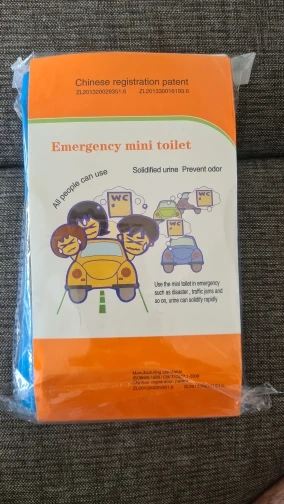 Chinese registration patent
Emergency mini toilet
Solidified urine Prevent odor
All people can use
WC
WC
WC
Use the mini toilet in emergency
such as disaster , traffic jams and
so on, urine can solidify rapidly